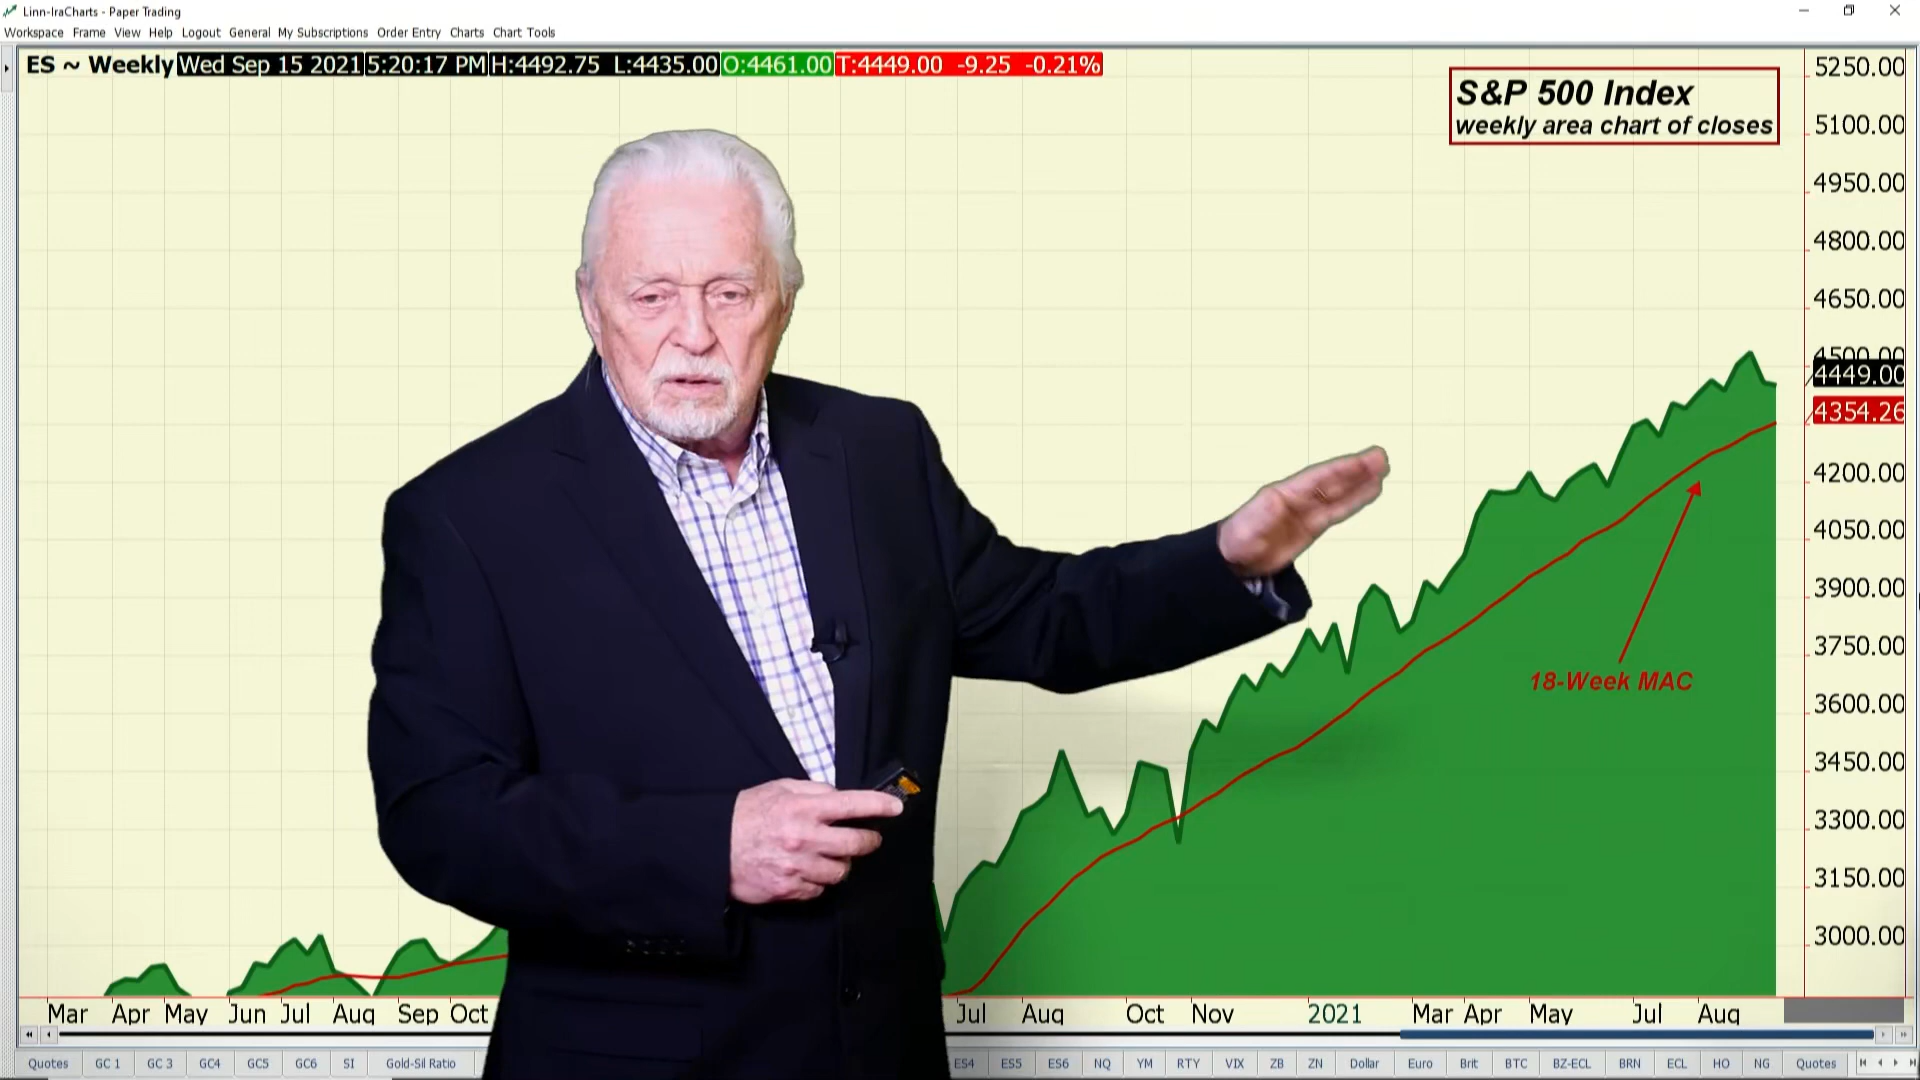 Linn-IraCharts - Paper Trading
Workspace Frame View Help Logout General My Subscriptions Order Entry Charts Chart Tools
ES ~ Weekly Wed Sep 15 2021 5:20:17 PM H:4492.75 L:4435.00 O:4461.00 T:4449.00 -9.25 -0.21%
S&P 500 Index
weekly area chart of closes
5250.00
5100.00
4950.00
4800.00
4650.00
4500.00
4449.00
4354.26
4200.00
4050.00
3900.00
3750.00
18-Week MAC
3600.00
3450.00
3300.00
3150.00
3000.00
Mar Apr May Jun Jul Aug Sep Oct Jul Aug Oct Nov 2021 Mar Apr May Jul Aug
Quotes GC 1 GC 3 GC4 GC5 GC6 SI Gold-Sil Ratio ES4 ES5 ES6 NQ YM RTY VIX ZB ZN Dollar Euro Brit BTC BZ-ECL BRN ECL HO NG Quotes